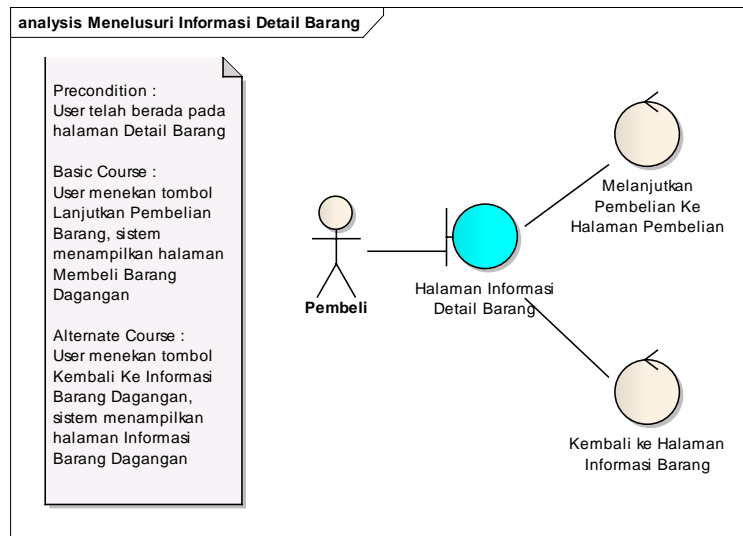 analysis Menelusuri Informasi Detail Barang
Precondition :
User telah berada pada
halaman Detail Barang
Basic Course :
User menekan tombol
Lanjutkan Pembelian
Barang, sistem
menampilkan halaman
Membeli Barang
Dagangan
Alternate Course :
User menekan tombol
Kembali Ke Informasi
Barang Dagangan,
sistem menampilkan
halaman Informasi
Barang Dagangan
Pembeli
Halaman Informasi
Detail Barang
Melanjutkan
Pembelian Ke
Halaman Pembelian
Kembali ke Halaman
Informasi Barang